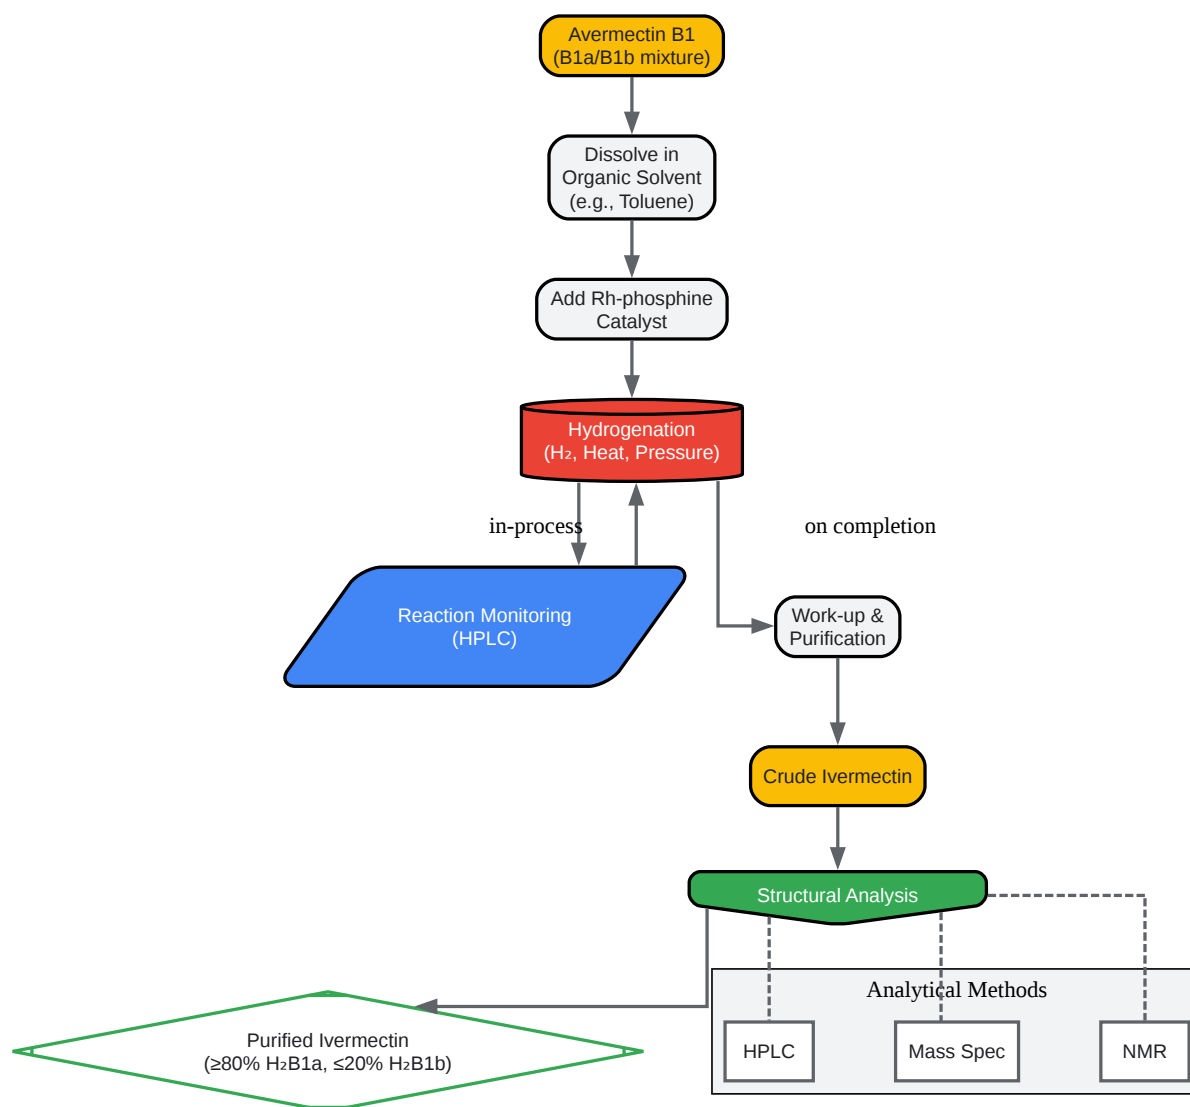 Avermectin B1
(B1a/B1b mixture)
Dissolve in
Organic Solvent
(e.g., Toluene)
Add Rh-phosphine
Catalyst
Hydrogenation
(H₂, Heat, Pressure)
in-process
on completion
Reaction Monitoring
(HPLC)
Work-up &
Purification
Crude Ivermectin
Structural Analysis
Analytical Methods
Purified Ivermectin
(≥80% H₂B1a, ≤20% H₂B1b)
HPLC
Mass Spec
NMR